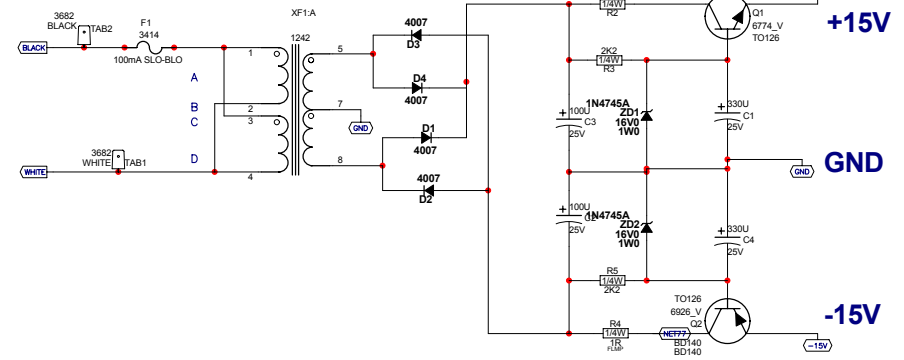 3682
BLACK
TAB2
BLACK
F1
3414
100mA SLO-BLO
XF1:A
1242
1
2
3
4
A
B
C
D
5
7
8
GND
3682
WHITE
TAB1
WHITE
4007
D3
D4
4007
D1
4007
4007
D2
1/4W
R2
Q1
6774_V
TO126
+15V
2K2
1/4W
R3
100U
C3
25V
1N4745A
ZD1
16V0
1W0
330U
C1
25V
GND
GND
100U
25V
1N4745A
ZD2
16V0
1W0
330U
C4
25V
R5
1/4W
2K2
TO126
6926_V
Q2
BD140
BD140
R4
1/4W
1R
NET77
-15V
-15V